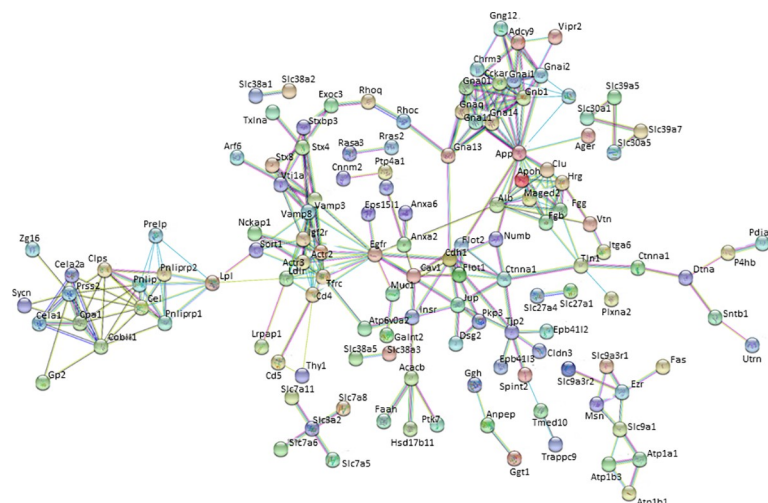 Gng12
Adcy9
Vipr2
Chrm3
Cckar
Gnai1
Gnai2
Gna01
Gnb1
Gnaq
Gna14
Gna11
Slc39a5
Slc30a1
Slc39a7
Slc30a5
Slc38a1
Slc38a2
Exoc3
Rhoq
Rhoc
Txlna
Stxbp3
Stx4
Rasa3
Rras2
Gna13
App
Ager
Clu
Apoh
Hrg
Arf6
Stx8
Cnnm2
Ptp4a1
Vti1a
Vamp3
Vamp8
Eps15l1
Anxa6
Alb
Maged2
Fgg
Fgb
Vtn
Itga6
Prelp
Zg16
Nckap1
Igf2r
Sort1
Actr2
Actr3
Ldlr
Tfrc
Cd4
Egfr
Anxa2
Cdh1
Flot2
Numb
Flot1
Cav1
Ctnna1
Tln1
Ctnna1
Pdia
P4hb
Dtna
Clps
Cela2a
Pnliprp2
Prss2
Pnlip
Lpl
Cel
Sycn
Cela1
Cpa1
Pnliprp1
Muc1
Jup
Slc27a4
Slc27a1
Plxna2
Sntb1
Utrn
Insr
Pkp3
Tjp2
Epb41l2
Dsg2
Cldn3
Cobll1
Gp2
Lrpap1
Atp6v0a2
Galnt2
Slc38a5
Slc38a3
Epb41l3
Spint2
Slc9a3r1
Slc9a3r2
Fas
Ezr
Cd5
Thy1
Acacb
Ggh
Slc7a11
Slc7a8
Slc3a2
Faah
Ptk7
Hsd17b11
Anpep
Tmed10
Msn
Slc9a1
Slc7a6
Slc7a5
Ggt1
Trappc9
Atp1a1
Atp1b3
Atp1b1